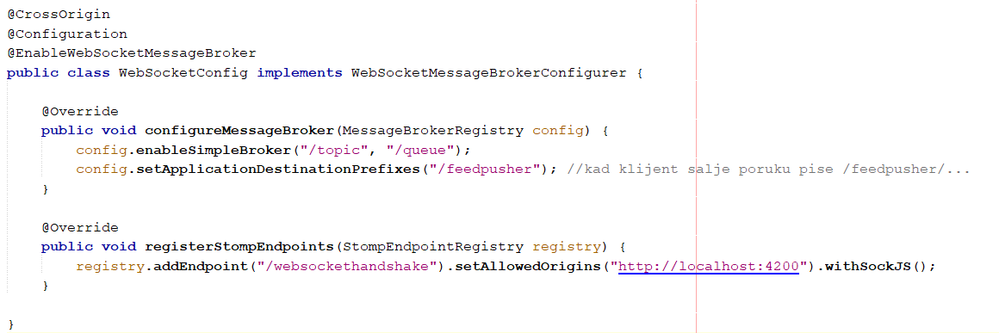 @CrossOrigin
@Configuration
@EnableWebSocketMessageBroker
public class WebSocketConfig implements WebSocketMessageBrokerConfigurer {
@Override
public void configureMessageBroker(MessageBrokerRegistry config) {
config.enableSimpleBroker("/topic", "/queue");
config.setApplicationDestinationPrefixes("/feedpusher"); //kad klijent salje poruku pise /feedpusher/...
}
@Override
public void registerStompEndpoints(StompEndpointRegistry registry) {
registry.addEndpoint("/websockethandshake").setAllowedOrigins("http://localhost:4200").withSockJS();
}
}